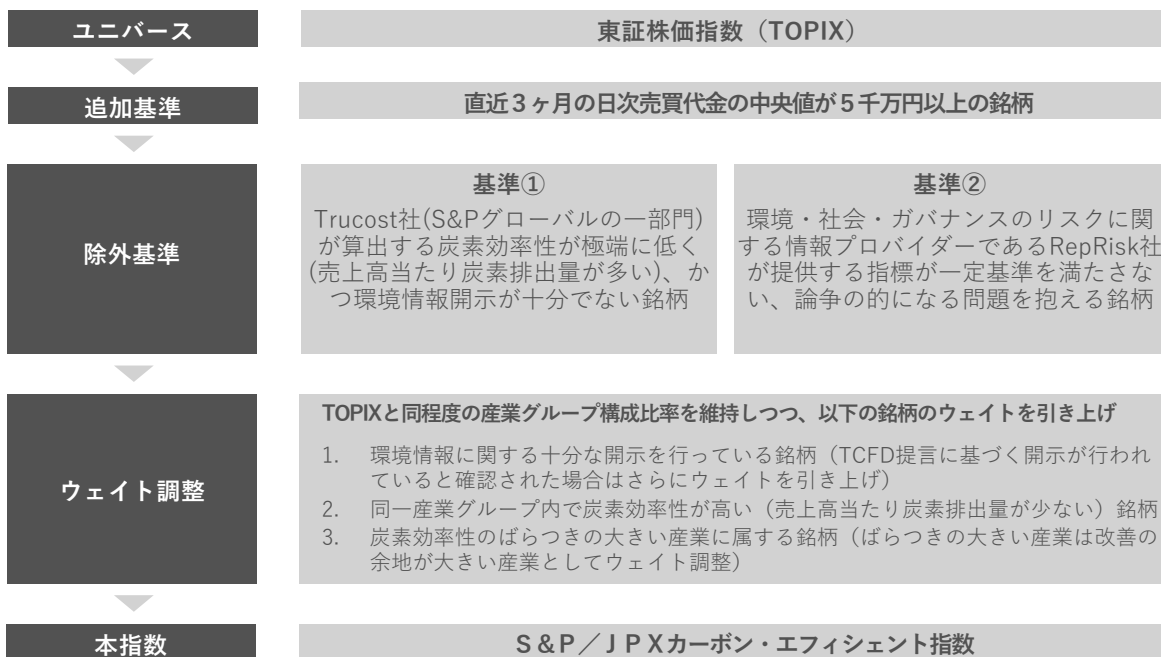 ユニバース
東証株価指数（TOPIX）
追加基準
直近３ヶ月の日次売買代金の中央値が５千万円以上の銘柄
除外基準
基準①
Trucost社(S&Pグローバルの一部門)
が算出する炭素効率性が極端に低く
(売上高当たり炭素排出量が多い)、か
つ環境情報開示が十分でない銘柄
基準②
環境・社会・ガバナンスのリスクに関
する情報プロバイダーであるRepRisk社
が提供する指標が一定基準を満たさな
い、論争の的になる問題を抱える銘柄
ウェイト調整
TOPIXと同程度の産業グループ構成比率を維持しつつ、以下の銘柄のウェイトを引き上げ
1. 環境情報に関する十分な開示を行っている銘柄（TCFD提言に基づく開示が行われ
ていると確認された場合はさらにウェイトを引き上げ）
2. 同一産業グループ内で炭素効率性が高い（売上高当たり炭素排出量が少ない）銘柄
3. 炭素効率性のばらつきの大きい産業に属する銘柄（ばらつきの大きい産業は改善の
余地が大きい産業としてウェイト調整）
本指数
Ｓ＆Ｐ／ＪＰＸカーボン・エフィシェント指数